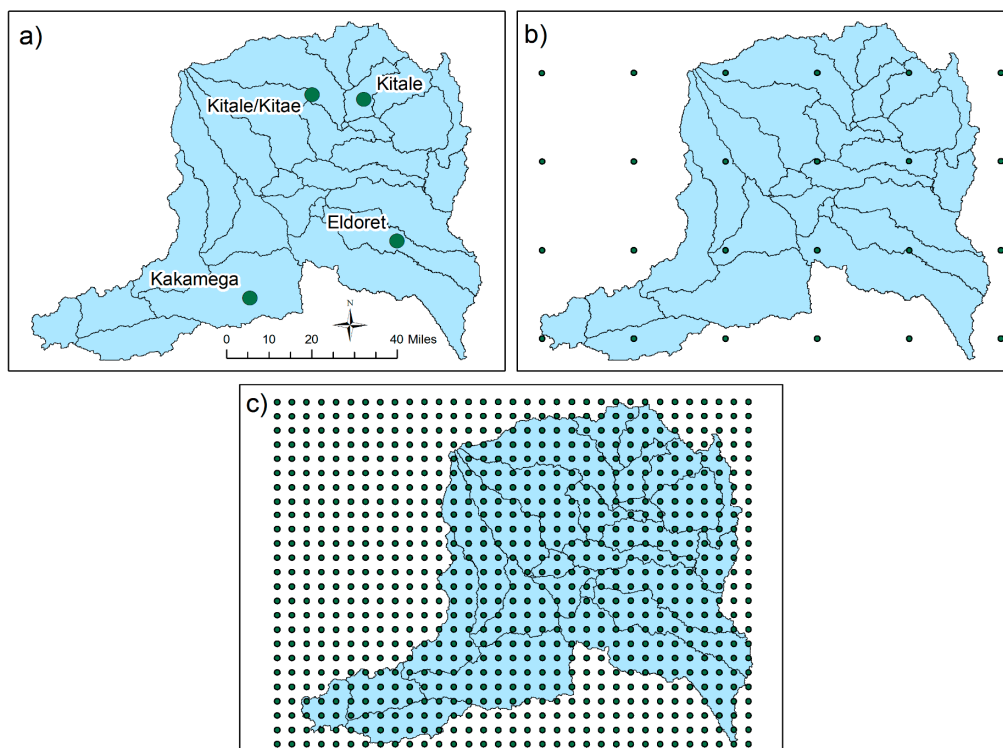 a)
Kitale
Kitale/Kitae
Eldoret
Kakamega
N
0 10 20 40 Miles
b)
c)